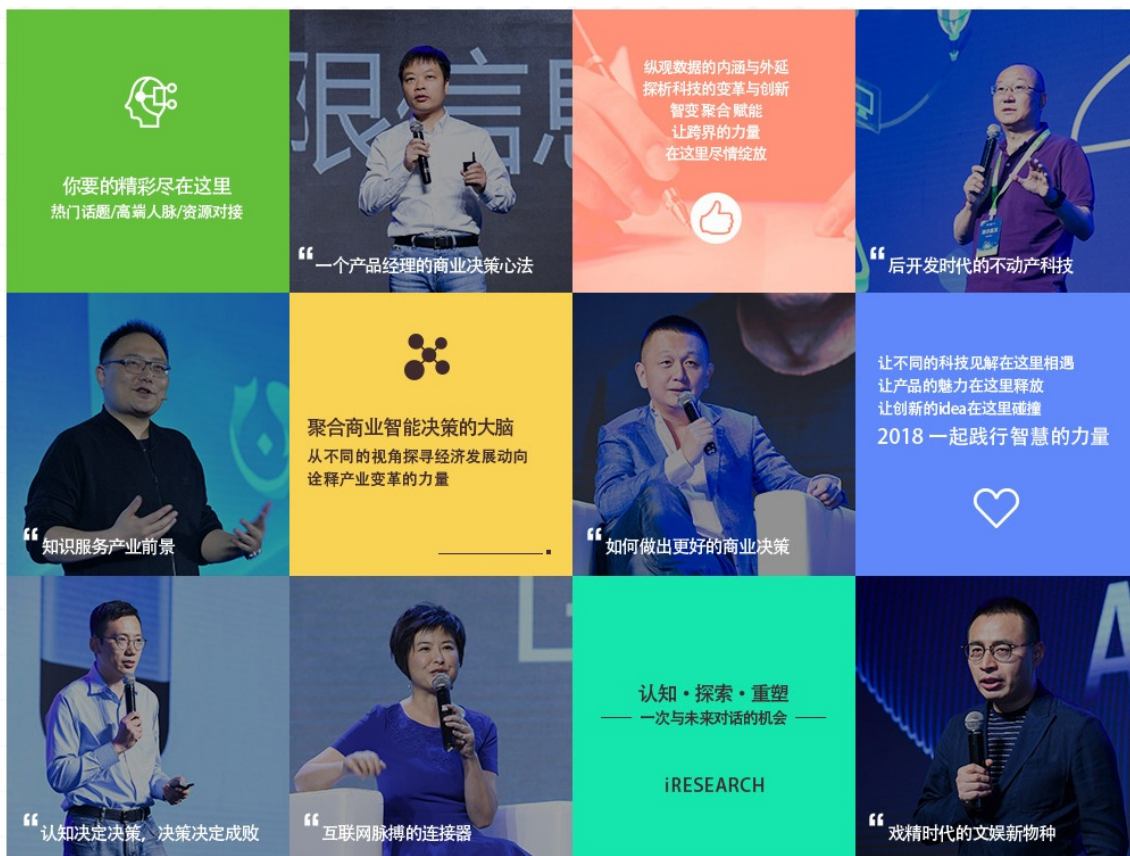 你要的精彩尽在这里
热门话题/高端人脉/资源对接
限信息
“一个产品经理的商业决策心法
纵观数据的内涵与外延
探析科技的变革与创新
智变 聚合 赋能
让跨界的力量
在这里尽情绽放
“后开发时代的不动产科技
“知识服务产业前景
聚合商业智能决策的大脑
从不同的视角探寻经济发展动向
诠释产业变革的力量
“如何做出更好的商业决策
让不同的科技见解在这里相遇
让产品的魅力在这里释放
让创新的idea在这里碰撞
2018 一起践行智慧的力量
“认知决定决策，决策决定成败
“互联网脉搏的连接器
认知·探索·重塑
一次与未来对话的机会
iRESEARCH
A
“戏精时代的文娱新物种